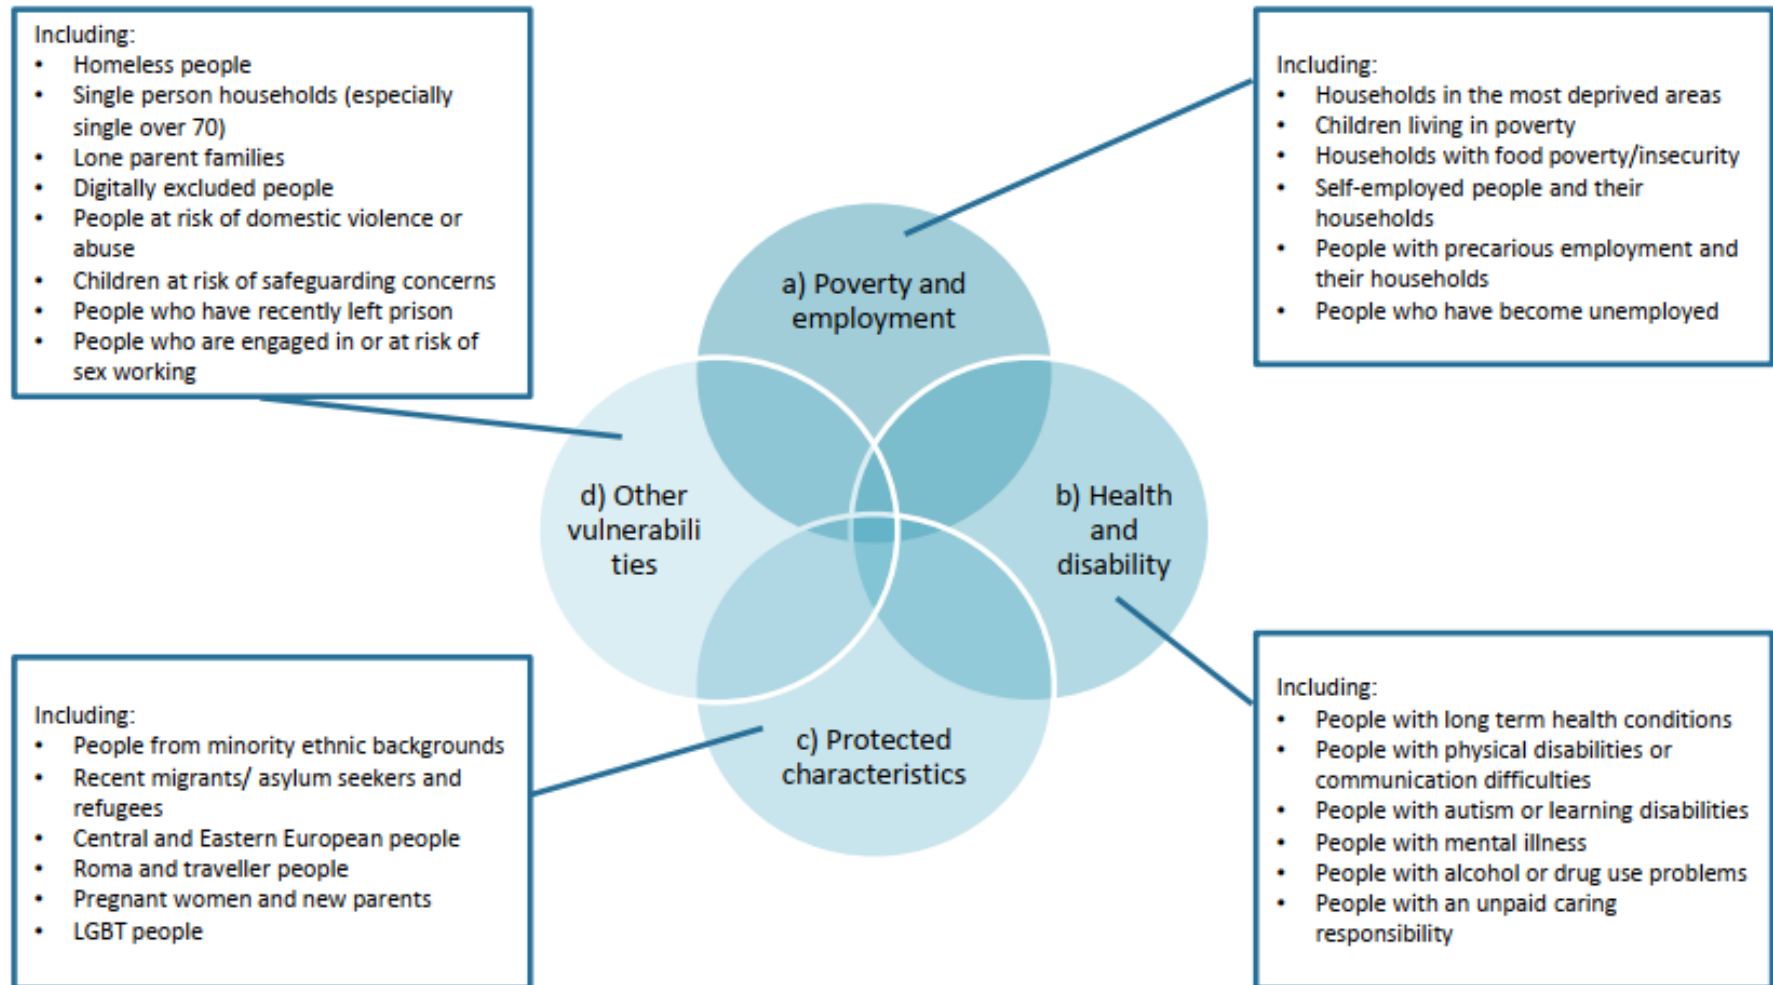 Including:
• Homeless people
• Single person households (especially
single over 70)
• Lone parent families
• Digitally excluded people
• People at risk of domestic violence or
abuse
• Children at risk of safeguarding concerns
• People who have recently left prison
• People who are engaged in or at risk of
sex working
Including:
• Households in the most deprived areas
• Children living in poverty
• Households with food poverty/insecurity
• Self-employed people and their
households
• People with precarious employment and
their households
• People who have become unemployed
a) Poverty and
employment
d) Other
vulnerabili
ties
b) Health
and
disability
c) Protected
characteristics
Including:
• People from minority ethnic backgrounds
• Recent migrants/ asylum seekers and
refugees
• Central and Eastern European people
• Roma and traveller people
• Pregnant women and new parents
• LGBT people
Including:
• People with long term health conditions
• People with physical disabilities or
communication difficulties
• People with autism or learning disabilities
• People with mental illness
• People with alcohol or drug use problems
• People with an unpaid caring
responsibility